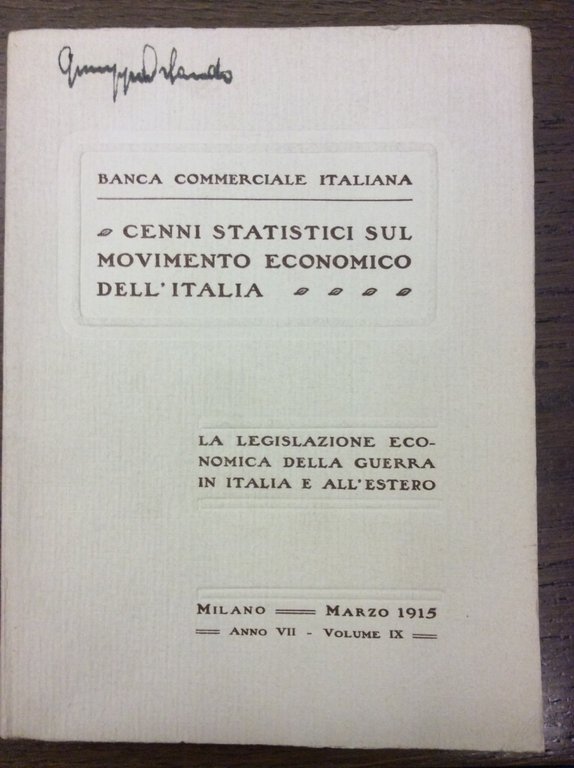 BANCA COMMERCIALE ITALIANA
CENNI STATISTICI SUL
MOVIMENTO ECONOMICO
DELL'ITALIA
LA LEGISLAZIONE ECO-
NOMICA DELLA GUERRA
IN ITALIA E ALL'ESTERO
MILANO == MARZO 1915
== ANNO VII - VOLUME IX ==